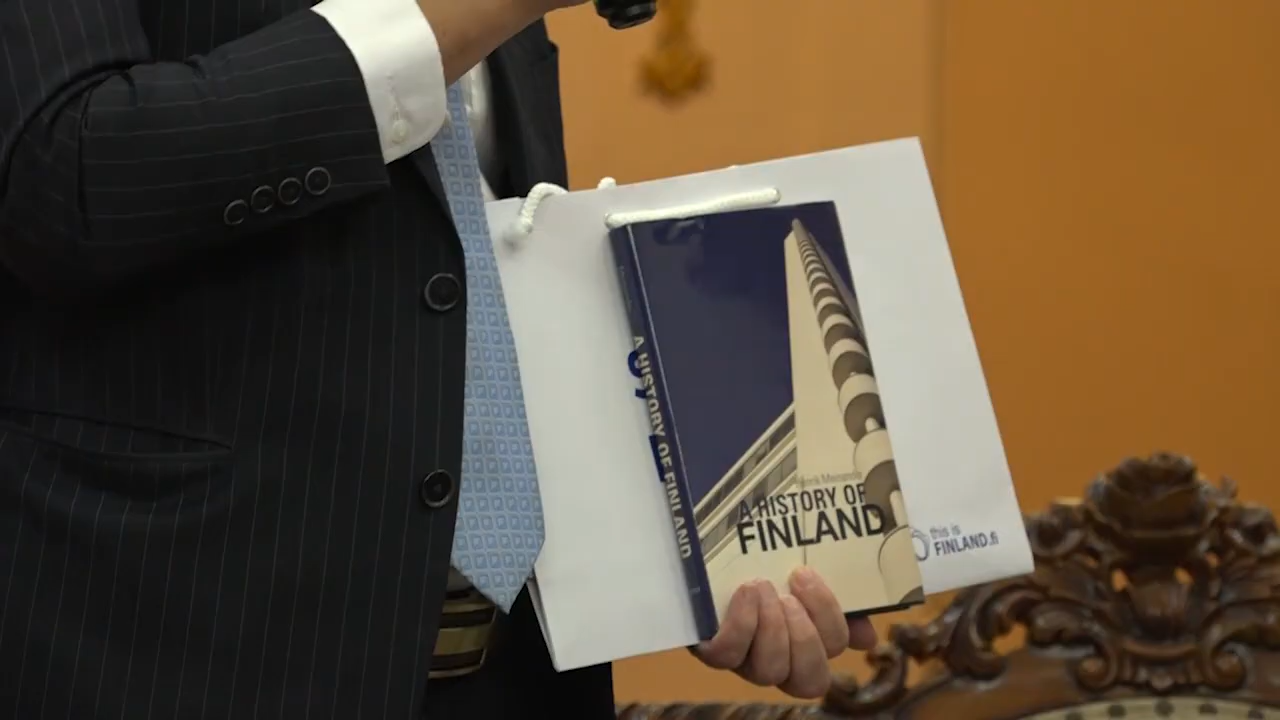 A HISTORY OF FINLAND
A HISTORY OF
FINLAND
this is
FINLAND.fi